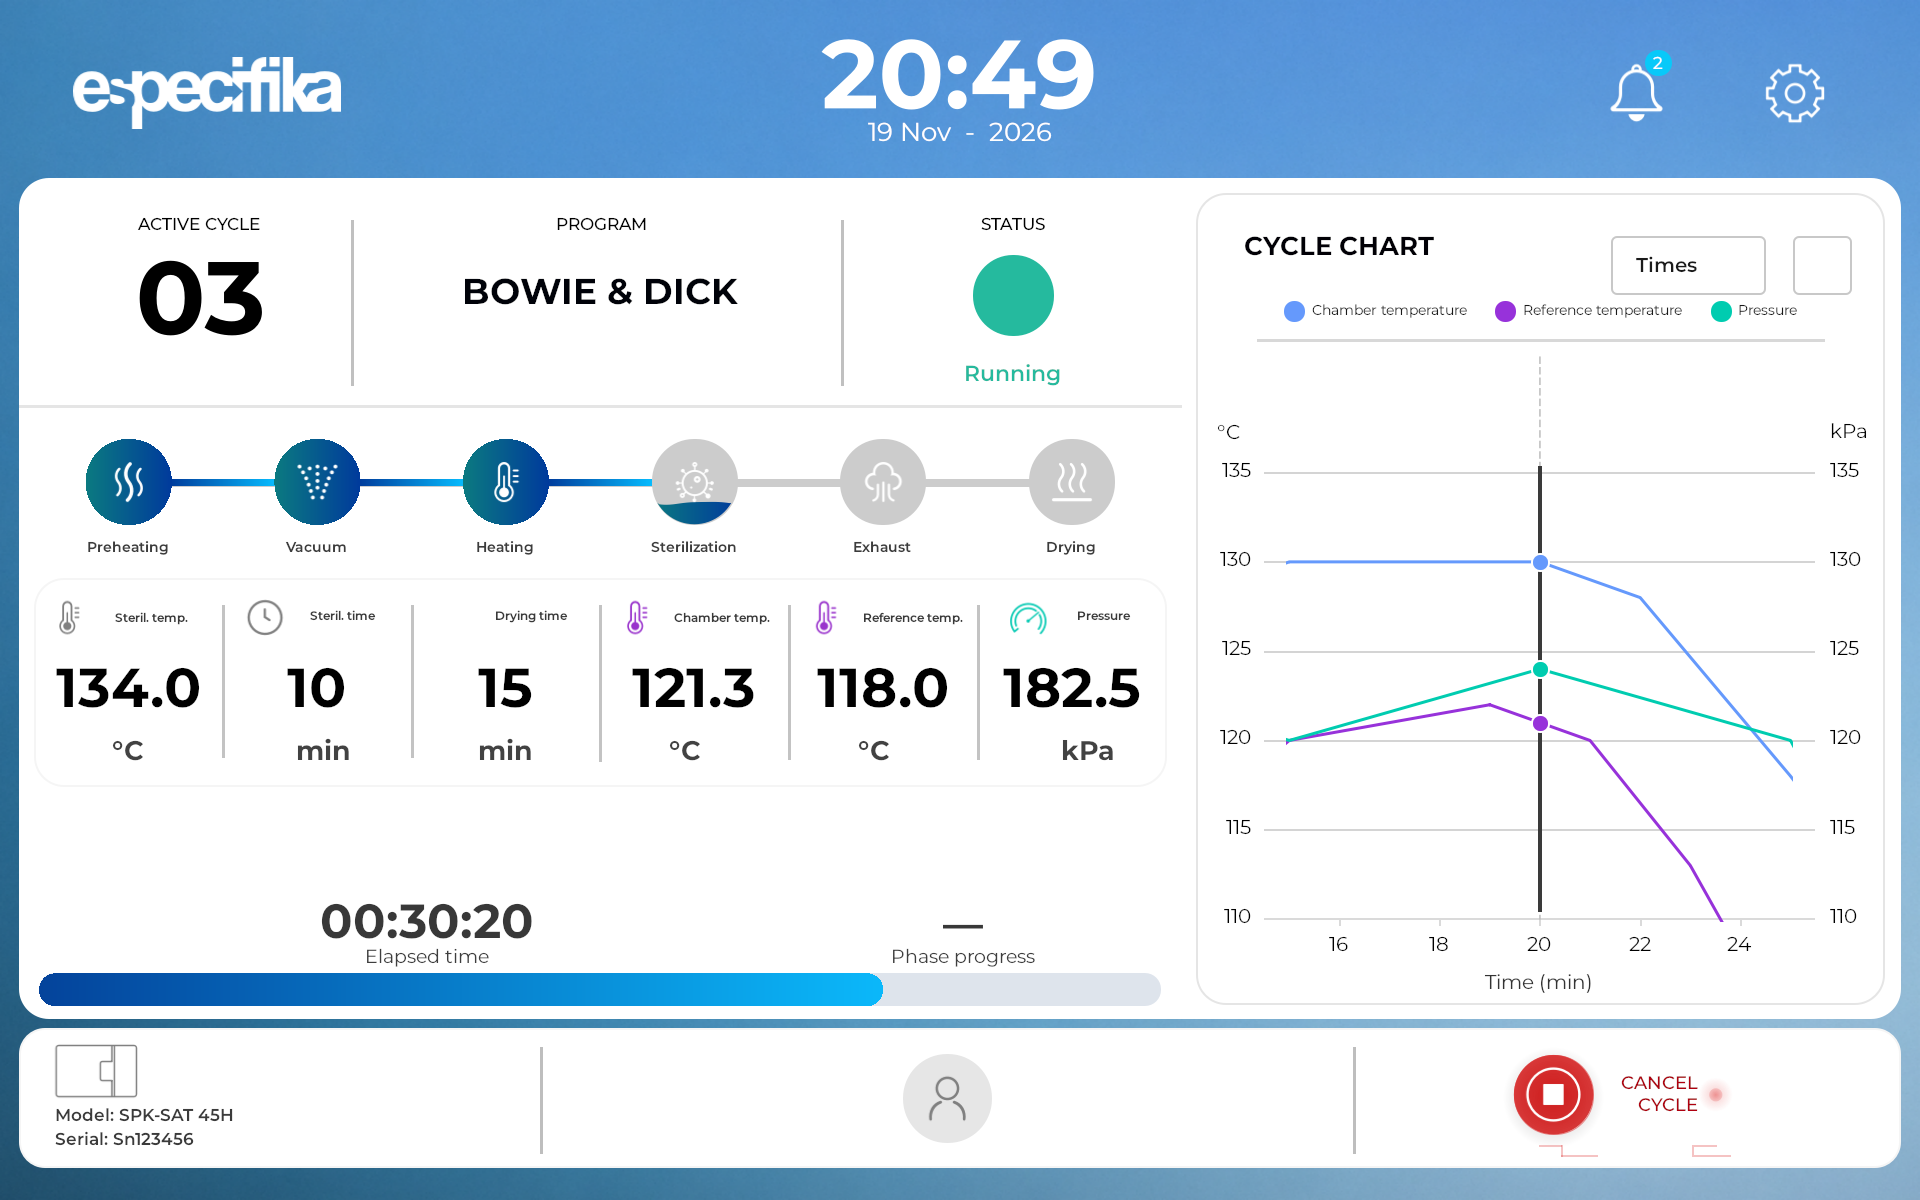 especifika
20:49
19 Nov - 2026
2
ACTIVE CYCLE
03
PROGRAM
BOWIE & DICK
STATUS
Running
Preheating
Vacuum
Heating
Sterilization
Exhaust
Drying
Steril. temp.
134.0
°C
Steril. time
10
min
Drying time
15
min
Chamber temp.
121.3
°C
Reference temp.
118.0
°C
Pressure
182.5
kPa
00:30:20
Elapsed time
—
Phase progress
CYCLE CHART
Times
Chamber temperature
Reference temperature
Pressure
°C
kPa
135
135
130
130
125
125
120
120
115
115
110
110
16
18
20
22
24
Time (min)
Model: SPK-SAT 45H
Serial: Sn123456
CANCEL
CYCLE